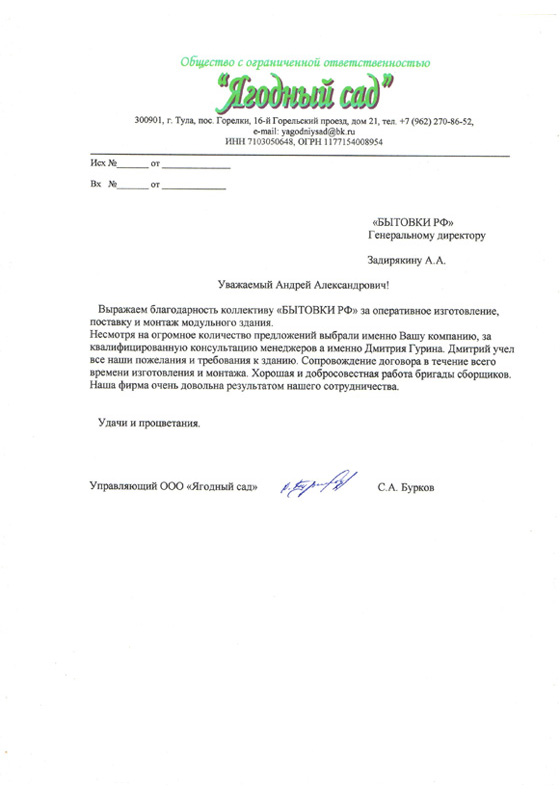 Общество с ограниченной ответственностью
“Ягодный сад”
300901, г. Тула, пос. Горелки, 16-й Горельский проезд, дом 21, тел. +7 (962) 270-86-52,
e-mail: yagodniysad@bk.ru
ИНН 7103050648, ОГРН 1177154008954
Исх №______ от ______________
Вх №______ от ______________
«БЫТОВКИ РФ»
Генеральному директору
Задирякину А.А.
Уважаемый Андрей Александрович!
Выражаем благодарность коллективу «БЫТОВКИ РФ» за оперативное изготовление,
поставку и монтаж модульного здания.
Несмотря на огромное количество предложений выбрали именно Вашу компанию, за
квалифицированную консультацию менеджеров а именно Дмитрия Гурина. Дмитрий учел
все наши пожелания и требования к зданию. Сопровождение договора в течение всего
времени изготовления и монтажа. Хорошая и добросовестная работа бригады сборщиков.
Наша фирма очень довольна результатом нашего сотрудничества.
Удачи и процветания.
Управляющий ООО «Ягодный сад» С.А. Бурков